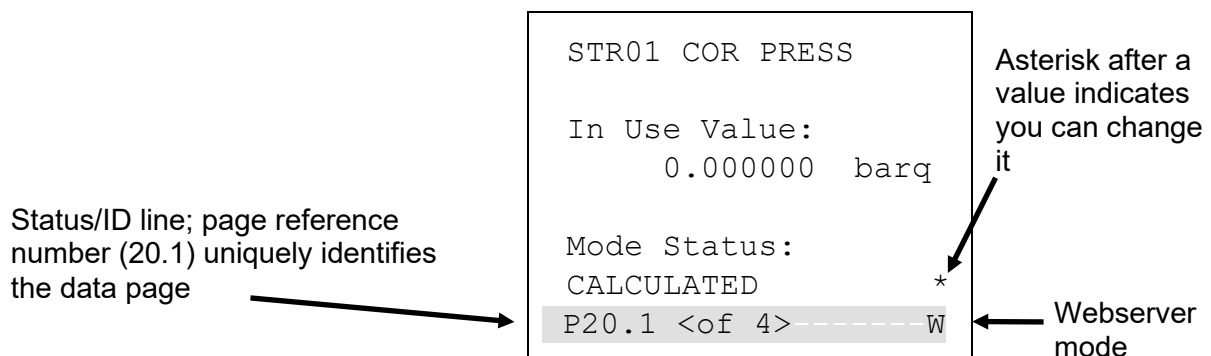 STR01 COR PRESS
In Use Value:
0.000000 barq
Mode Status:
CALCULATED *
P20.1 <of 4>-------W
Asterisk after a
value indicates
you can change
it
Status/ID line; page reference
number (20.1) uniquely identifies
the data page
Webserver
mode